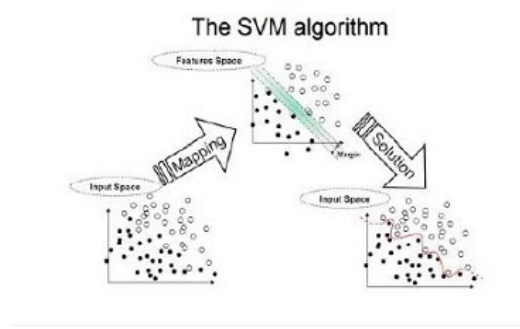 The SVM algorithm
Features Space
Mapping
Margin
Solution
Input Space
Input Space